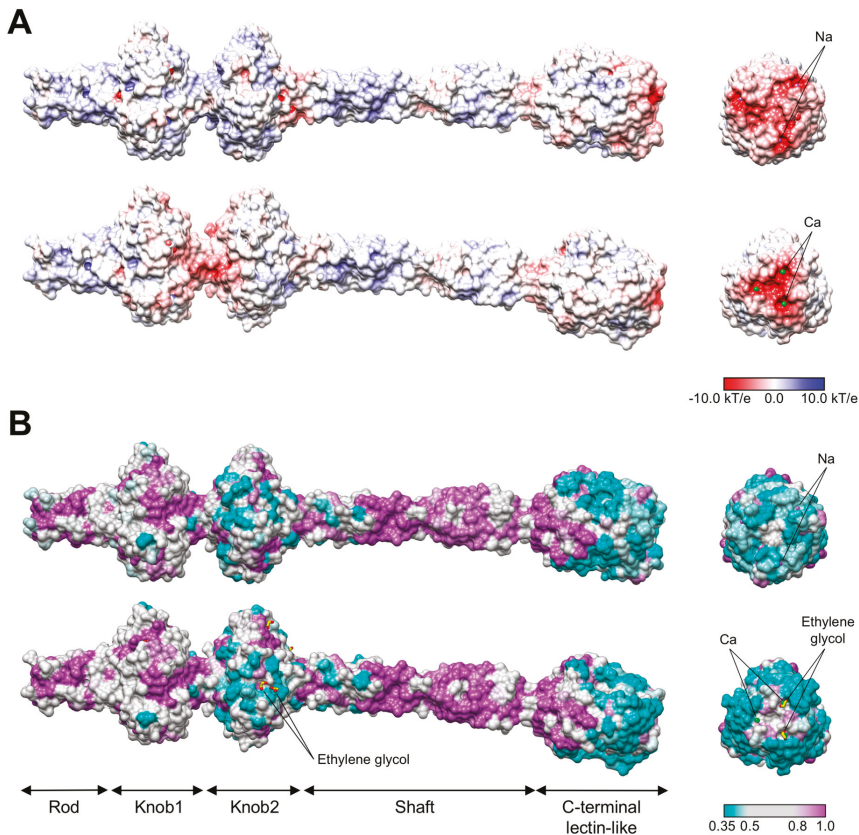 A
Na
Ca
-10.0 kT/e 0.0 10.0 kT/e
B
Na
Ethylene
glycol
Ca
Ethylene glycol
Rod Knob1 Knob2 Shaft C-terminal
lectin-like
0.35 0.5 0.8 1.0